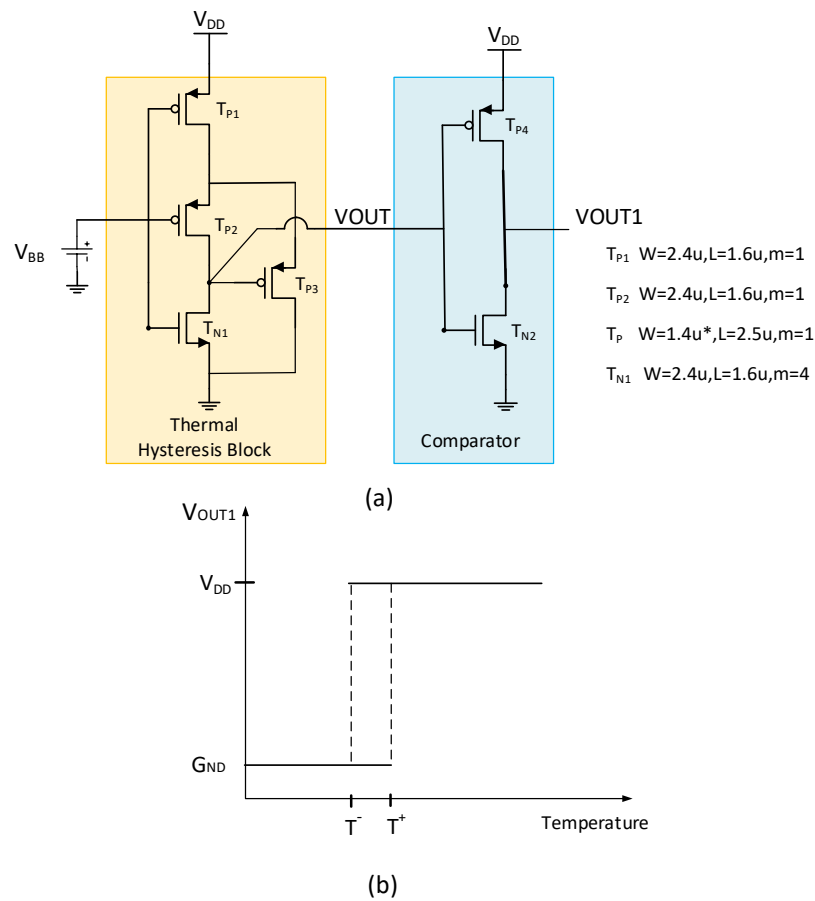 VDD
VDD
TP1
TP4
TP2
VOUT
VOUT1
VBB
TP3
TN1
TN2
TP1 W=2.4u,L=1.6u,m=1
TP2 W=2.4u,L=1.6u,m=1
TP W=1.4u*,L=2.5u,m=1
TN1 W=2.4u,L=1.6u,m=4
Thermal
Hysteresis Block
Comparator
(a)
VOUT1
VDD
GND
T- T+
Temperature
(b)